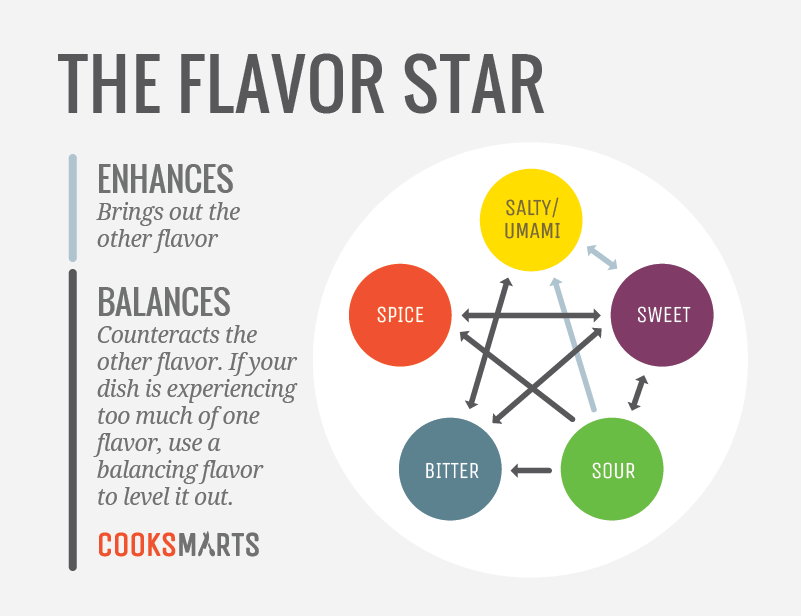 THE FLAVOR STAR
ENHANCES
Brings out the
other flavor
BALANCES
Counteracts the
other flavor. If your
dish is experiencing
too much of one
flavor, use a
balancing flavor
to level it out.
COOKSMARTS
SALTY/
UMAMI
SPICE
SWEET
BITTER
SOUR